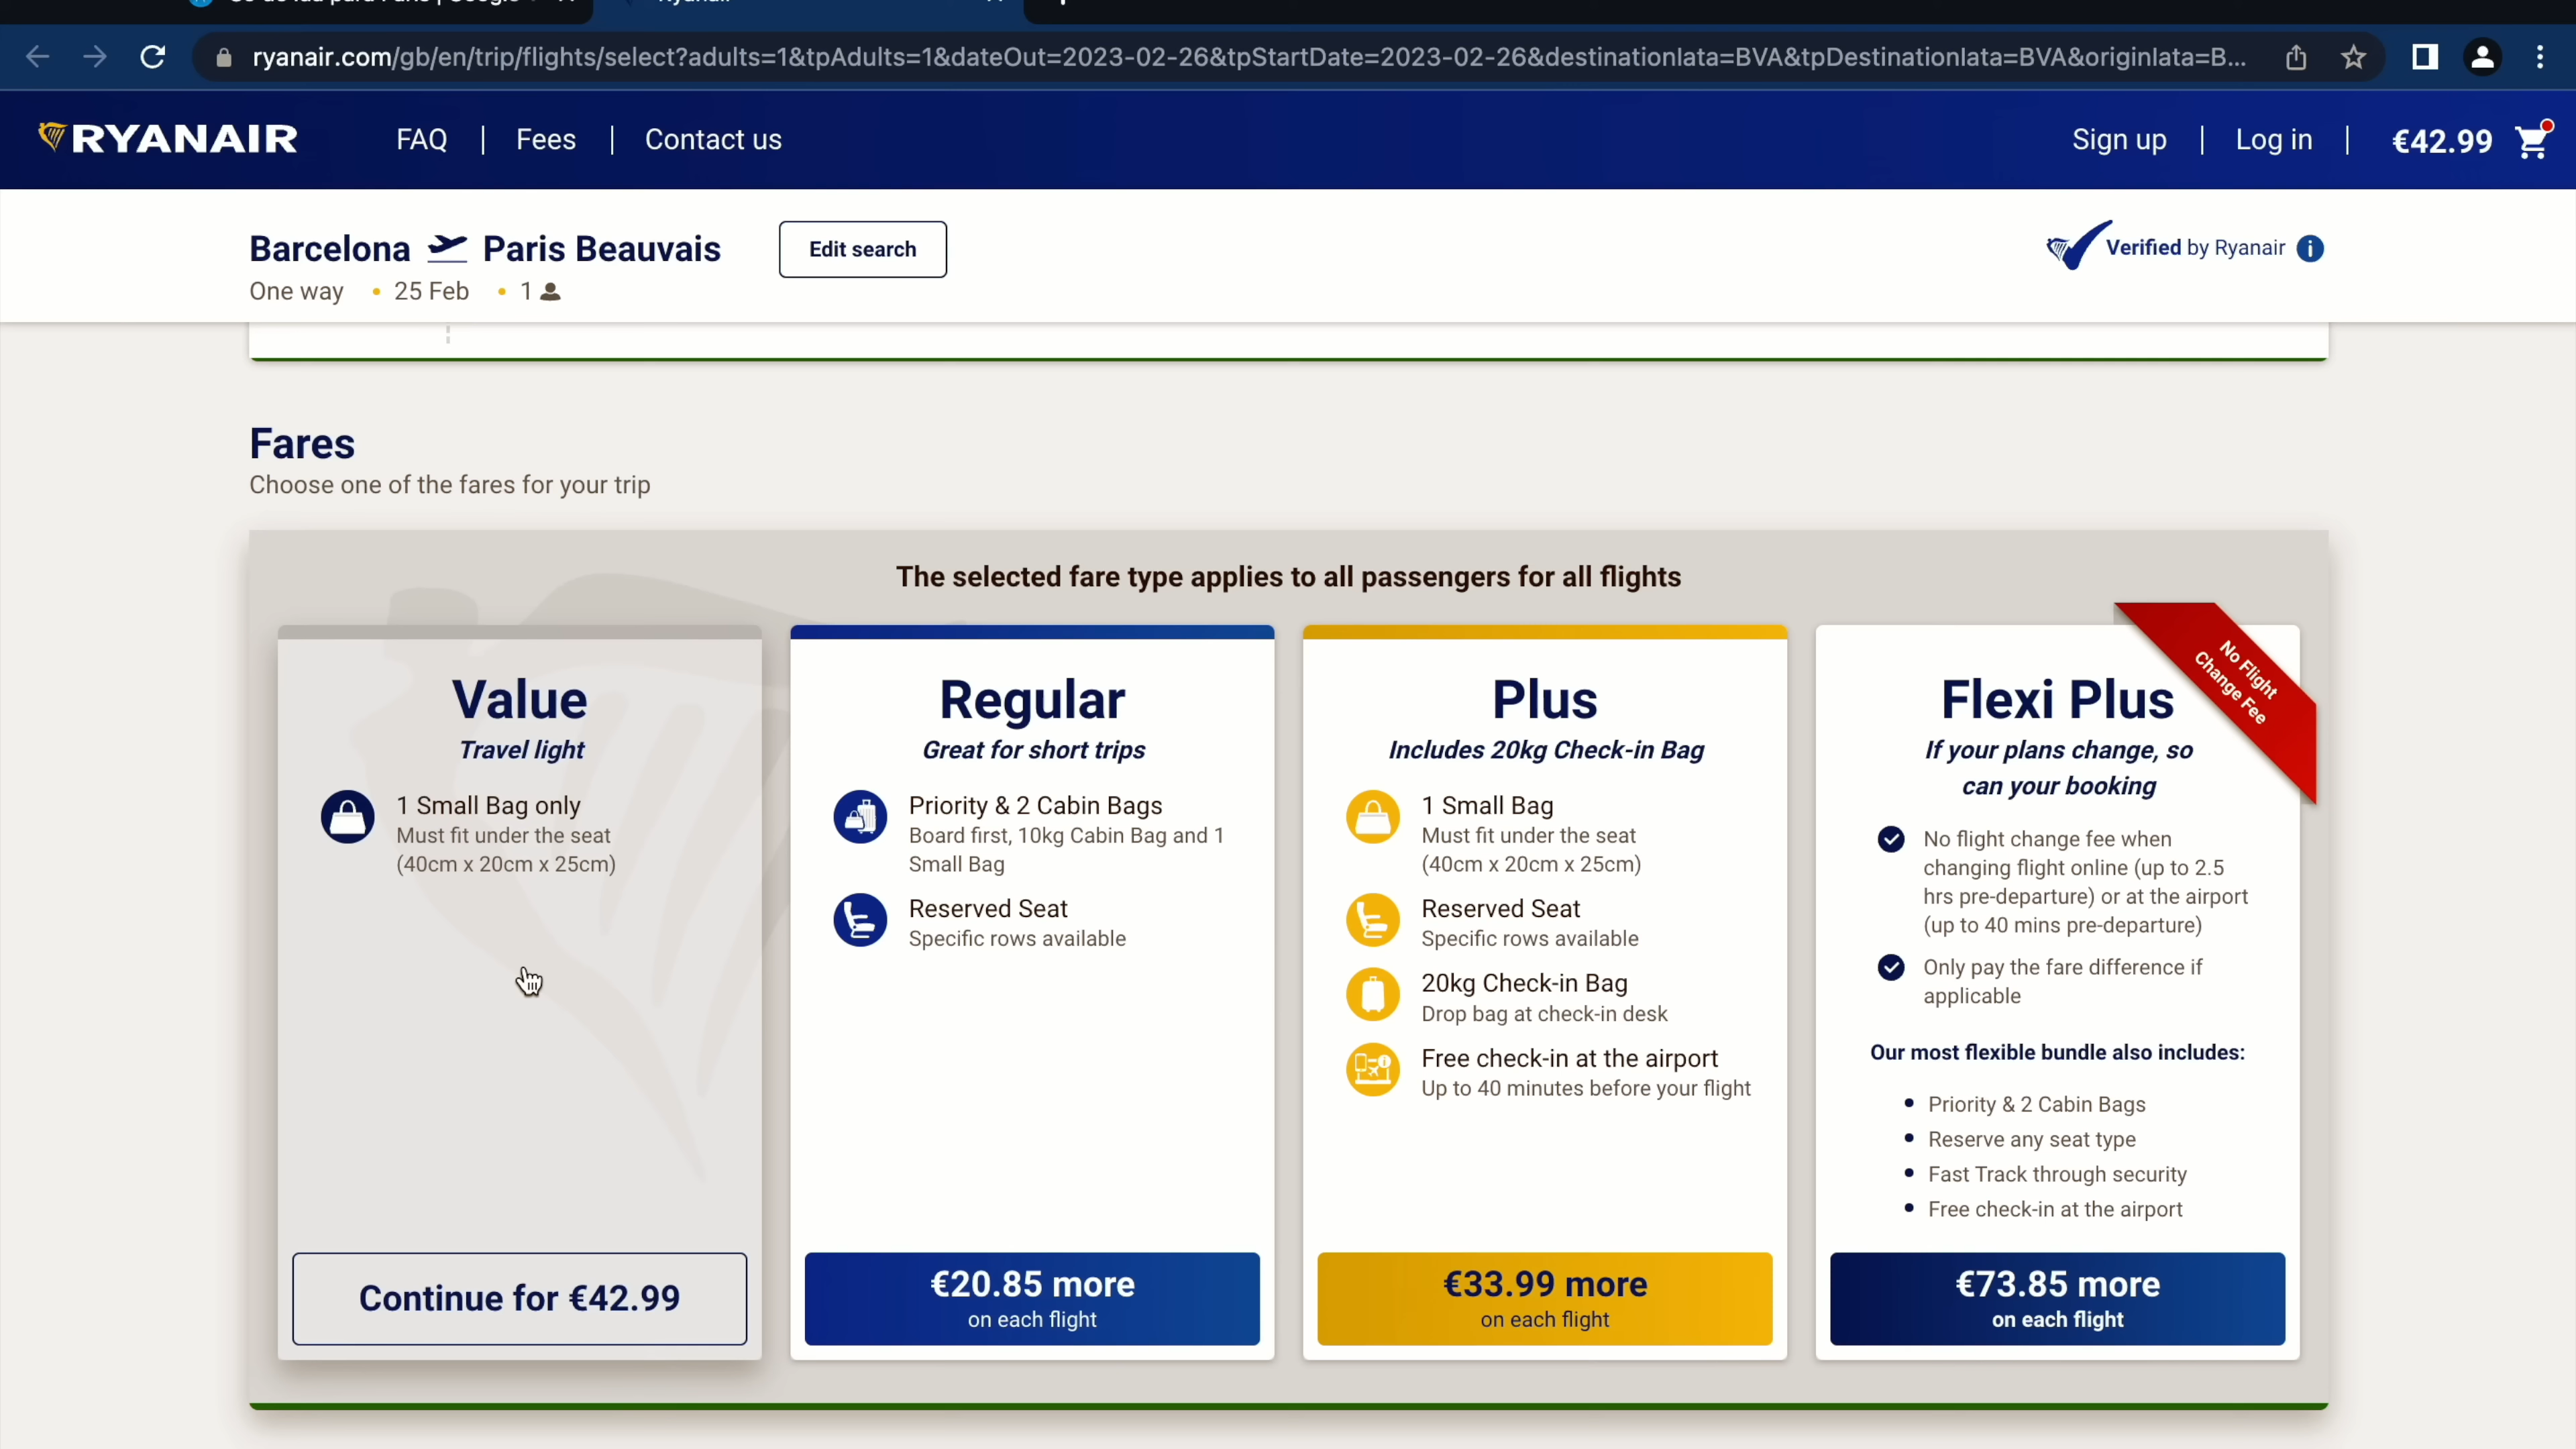 ryanair.com/gb/en/trip/flights/select?adults=1&tpAdults=1&dateOut=2023-02-26&tpStartDate=2023-02-26&destinationIata=BVA&tpDestinationIata=BVA&originIata=B...
RYANAIR
FAQ | Fees | Contact us
Sign up | Log in | €42.99
Barcelona Paris Beauvais
Edit search
Verified by Ryanair
One way • 25 Feb • 1
Fares
Choose one of the fares for your trip
The selected fare type applies to all passengers for all flights
Value
Travel light
1 Small Bag only
Must fit under the seat
(40cm x 20cm x 25cm)
Continue for €42.99
Regular
Great for short trips
Priority & 2 Cabin Bags
Board first, 10kg Cabin Bag and 1
Small Bag
Reserved Seat
Specific rows available
€20.85 more
on each flight
Plus
Includes 20kg Check-in Bag
1 Small Bag
Must fit under the seat
(40cm x 20cm x 25cm)
Reserved Seat
Specific rows available
20kg Check-in Bag
Drop bag at check-in desk
Free check-in at the airport
Up to 40 minutes before your flight
€33.99 more
on each flight
No Flight
Change Fee
Flexi Plus
If your plans change, so
can your booking
No flight change fee when
changing flight online (up to 2.5
hrs pre-departure) or at the airport
(up to 40 mins pre-departure)
Only pay the fare difference if
applicable
Our most flexible bundle also includes:
• Priority & 2 Cabin Bags
• Reserve any seat type
• Fast Track through security
• Free check-in at the airport
€73.85 more
on each flight